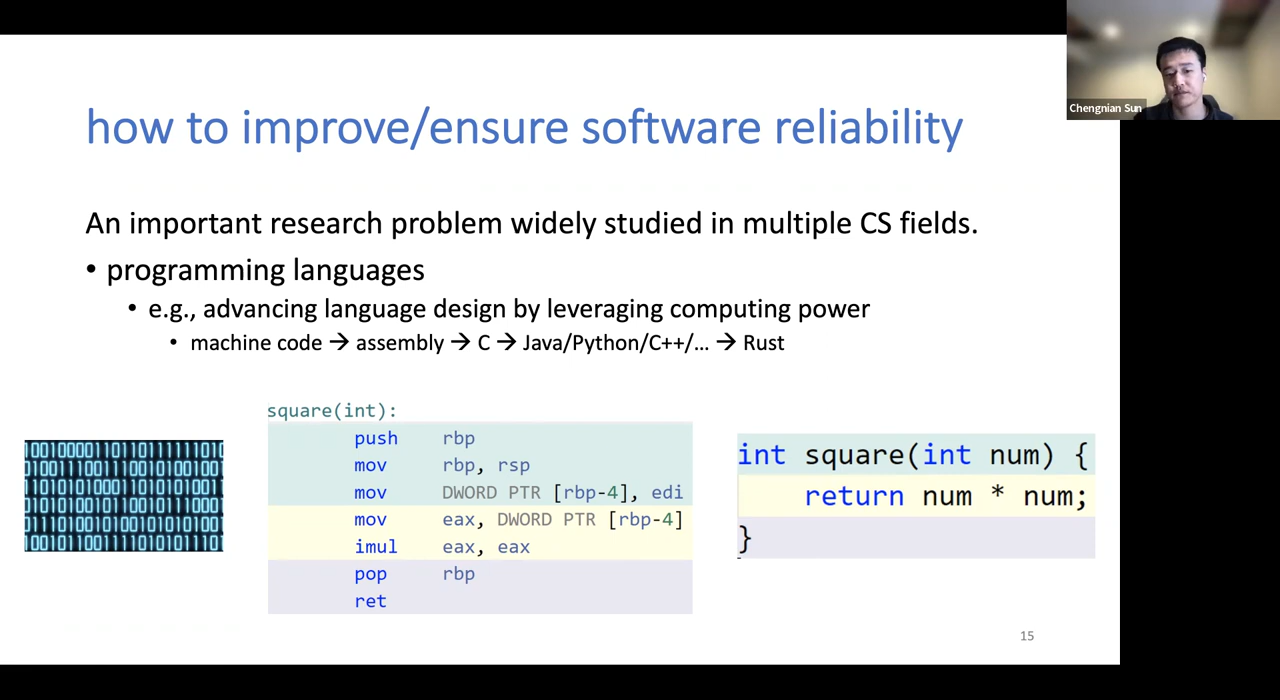 Chengnian Sun
how to improve/ensure software reliability
An important research problem widely studied in multiple CS fields.
• programming languages
• e.g., advancing language design by leveraging computing power
• machine code → assembly → C → Java/Python/C++/… → Rust
square(int):
push rbp
mov rbp, rsp
mov DWORD PTR [rbp-4], edi
mov eax, DWORD PTR [rbp-4]
imul eax, eax
pop rbp
ret
int square(int num) {
return num * num;
}
15